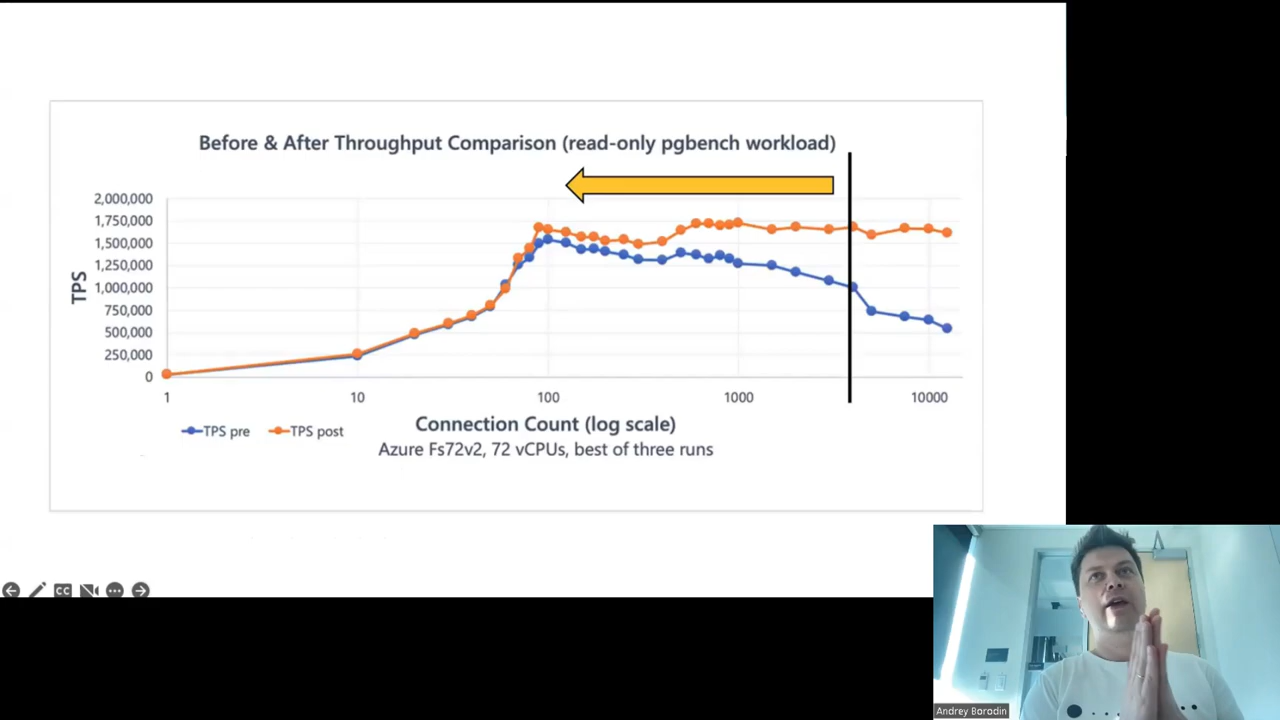 Before & After Throughput Comparison (read-only pgbench workload)
2,000,000
1,750,000
1,500,000
1,250,000
1,000,000
750,000
500,000
250,000
0
TPS
1 10 100 1000 10000
Connection Count (log scale)
TPS pre TPS post
Azure Fs72v2, 72 vCPUs, best of three runs
CC
Andrey Borodin